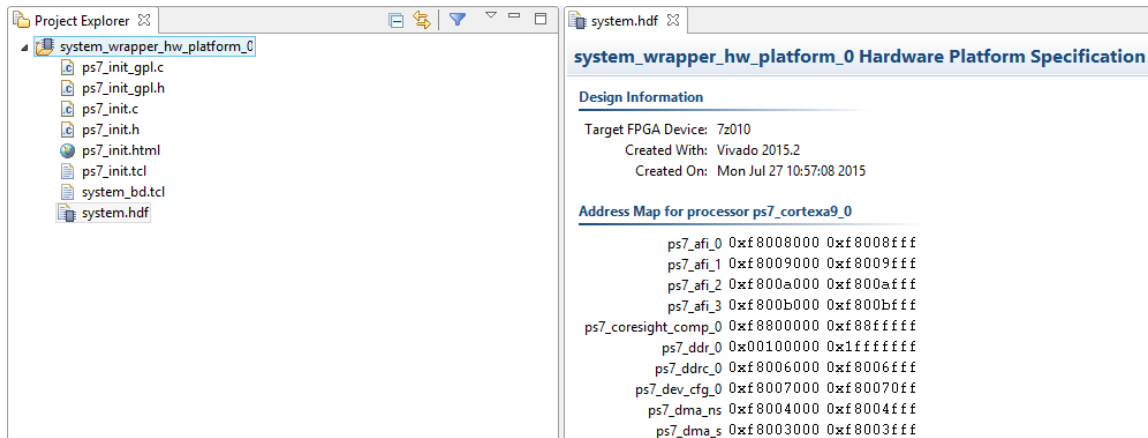 Project Explorer
system_wrapper_hw_platform_0
ps7_init_gpl.c
ps7_init_gpl.h
ps7_init.c
ps7_init.h
ps7_init.html
ps7_init.tcl
system_bd.tcl
system.hdf
system.hdf
system_wrapper_hw_platform_0 Hardware Platform Specification
Design Information
Target FPGA Device: 7z010
Created With: Vivado 2015.2
Created On: Mon Jul 27 10:57:08 2015
Address Map for processor ps7_cortexa9_0
ps7_afi_0 0xf8008000 0xf8008fff
ps7_afi_1 0xf8009000 0xf8009fff
ps7_afi_2 0xf800a000 0xf800afff
ps7_afi_3 0xf800b000 0xf800bfff
ps7_coresight_comp_0 0xf8800000 0xf88fffff
ps7_ddr_0 0x00100000 0x1fffffff
ps7_ddrc_0 0xf8006000 0xf8006fff
ps7_dev_cfg_0 0xf8007000 0xf80070ff
ps7_dma_ns 0xf8004000 0xf8004fff
ps7_dma_s 0xf8003000 0xf8003fff